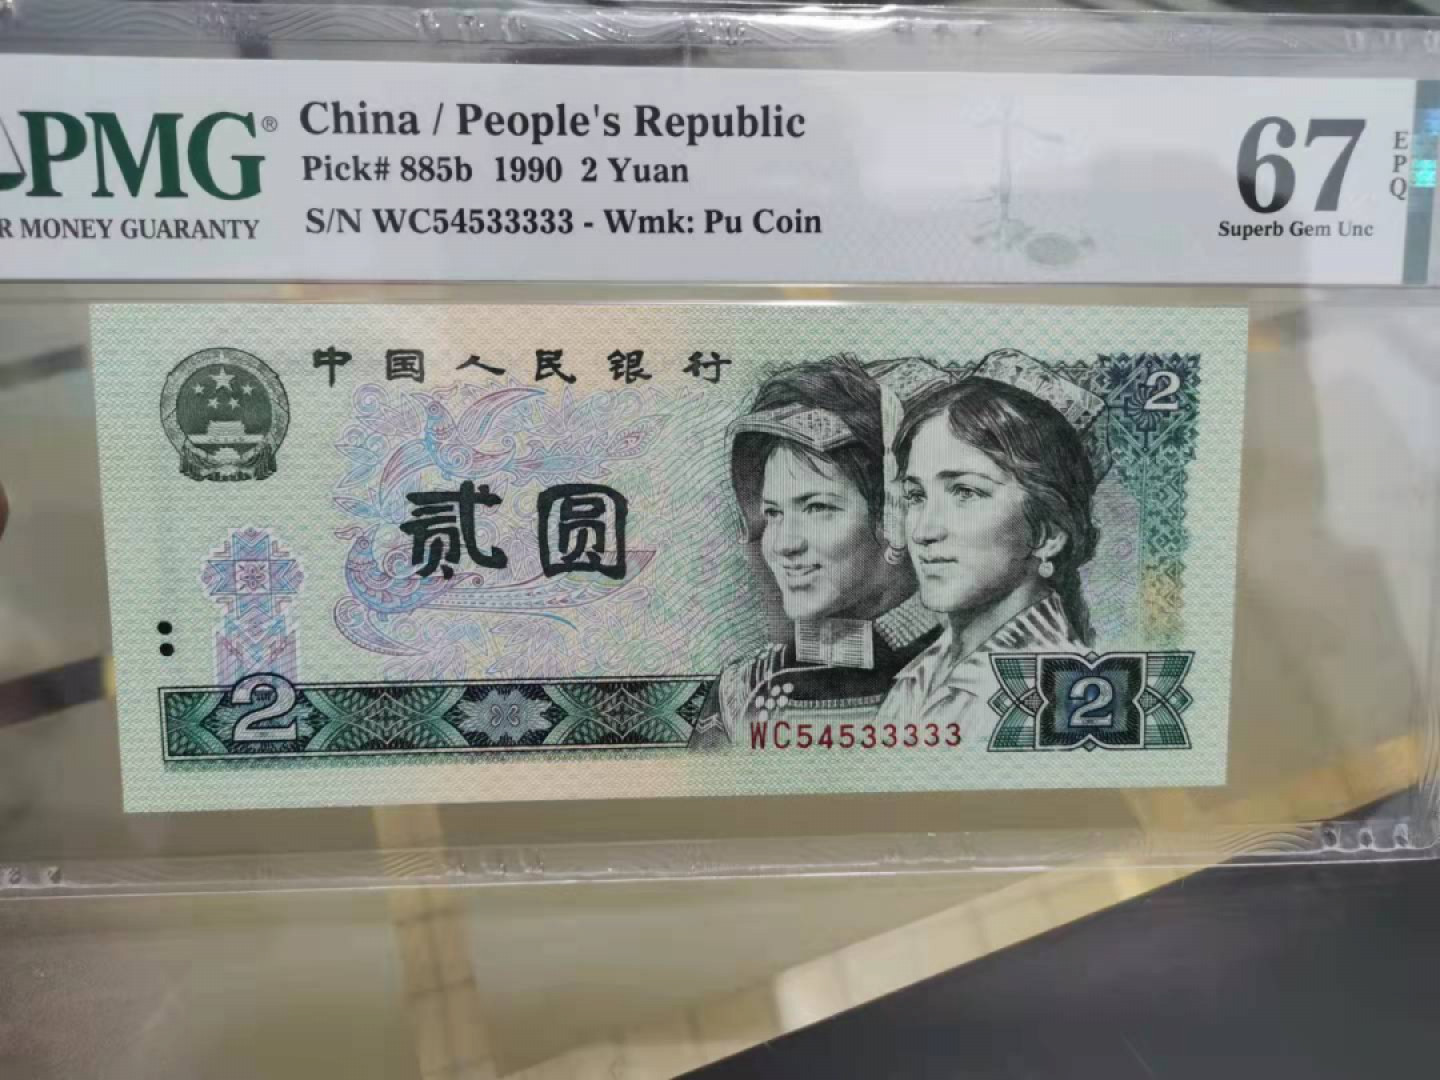 PMG®
R MONEY GUARANTY
China / People's Republic
Pick# 885b 1990 2 Yuan
S/N WC54533333 - Wmk: Pu Coin
67
EPQ
Superb Gem Unc
中国人民银行
2
贰圆
2
WC54533333
2